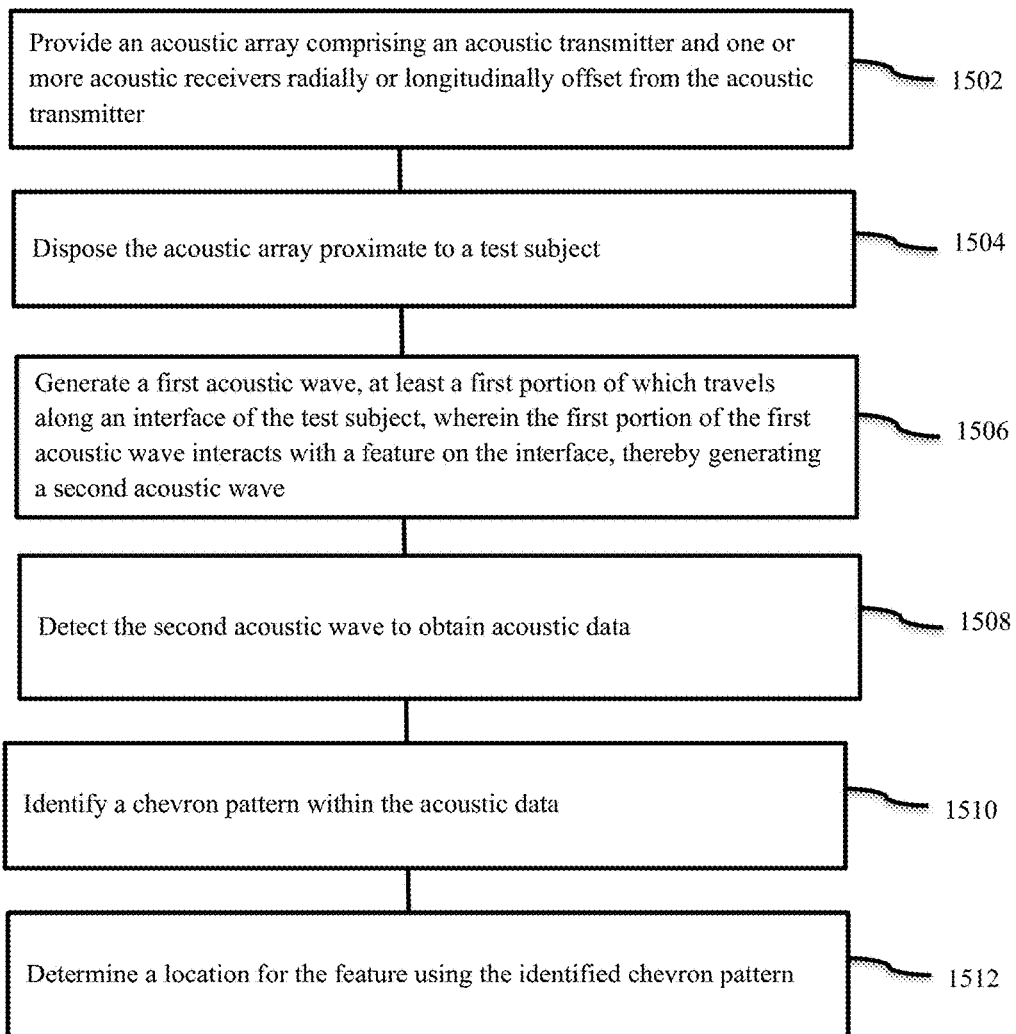 Provide an acoustic array comprising an acoustic transmitter and one or
more acoustic receivers radially or longitudinally offset from the acoustic
transmitter
1502
Dispose the acoustic array proximate to a test subject
1504
Generate a first acoustic wave, at least a first portion of which travels
along an interface of the test subject, wherein the first portion of the first
acoustic wave interacts with a feature on the interface, thereby generating
a second acoustic wave
1506
Detect the second acoustic wave to obtain acoustic data
1508
Identify a chevron pattern within the acoustic data
1510
Determine a location for the feature using the identified chevron pattern
1512